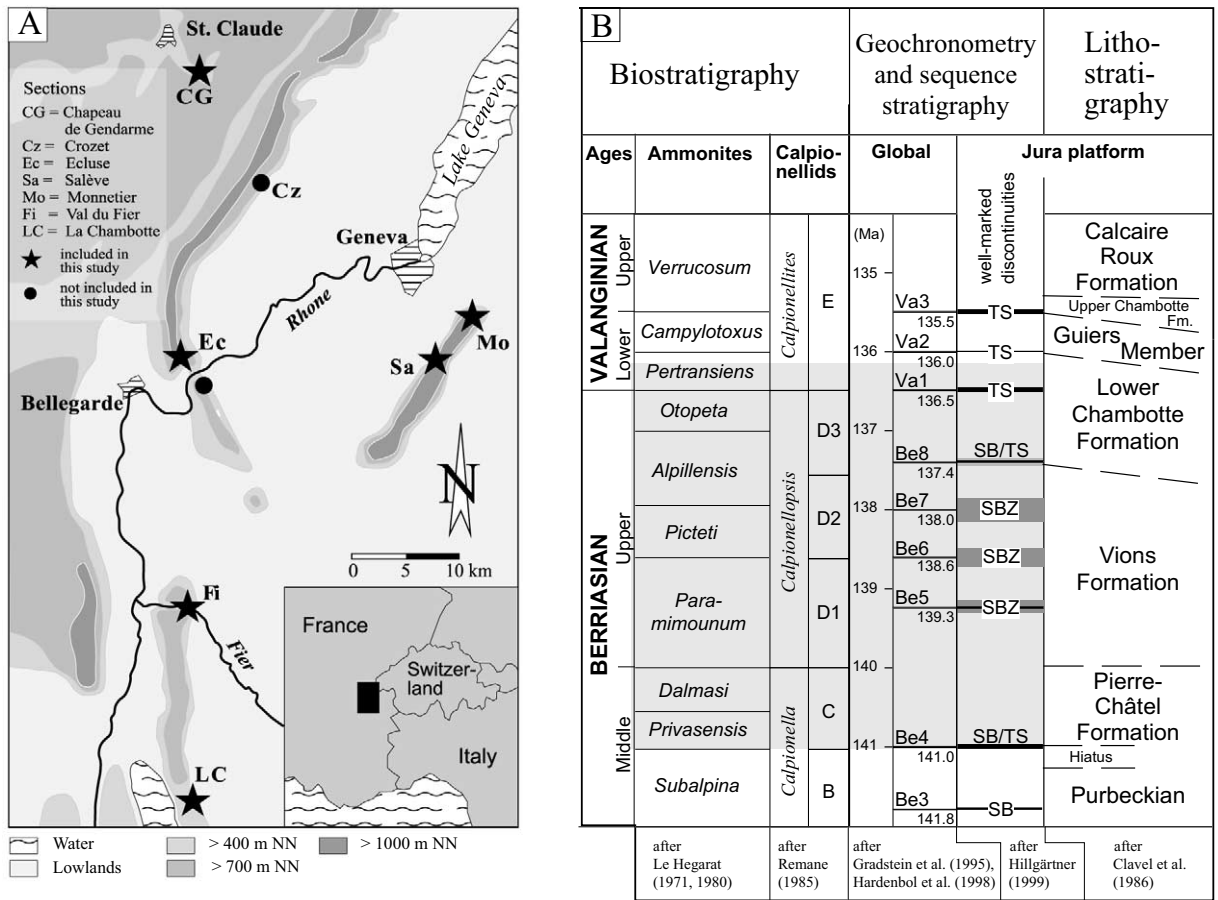 A
St. Claude
CG
Sections
CG = Chapeau
de Gendarme
Cz = Crozet
Ec = Ecluse
Sa = Salève
Mo = Monnetier
Fi = Val du Fier
LC = La Chambotte
included in
this study
not included in
this study
Cz
Lake Geneva
Geneva
Rhone
Ec
Mo
Sa
Bellegarde
N
0 5 10 km
Fi
Fier
LC
France
Switzer-
land
Italy
Water
Lowlands
> 400 m NN
> 700 m NN
> 1000 m NN
B
Biostratigraphy
Geochronometry
and sequence
stratigraphy
Litho-
strati-
graphy
Ages
Ammonites
Calpio-
nellids
Global
Jura platform
well-marked
discontinuities
(Ma)
VALANGINIAN
Upper
Lower
BERRIASIAN
Upper
Middle
Verrucosum
Campylotoxus
Pertransiens
Otopeta
Alpillensis
Picteti
Para-
mimounum
Dalmasi
Privasensis
Subalpina
Calpionellites
Calpionellopsis
Calpionella
E
D3
D2
D1
C
B
135
136
137
138
139
140
141
Va3
135.5
Va2
136.0
Va1
136.5
Be8
137.4
Be7
138.0
Be6
138.6
Be5
139.3
Be4
141.0
Be3
141.8
TS
TS
TS
SB/TS
SBZ
SBZ
SBZ
SB/TS
SB
Calcaire
Roux
Formation
Upper Chambotte
Fm.
Guiers
Member
Lower
Chambotte
Formation
Vions
Formation
Pierre-
Châtel
Formation
Hiatus
Purbeckian
after
Le Hegarat
(1971, 1980)
after
Remane
(1985)
after
Gradstein et al. (1995),
Hardenbol et al. (1998)
after
Hillgärtner
(1999)
after
Clavel et al.
(1986)